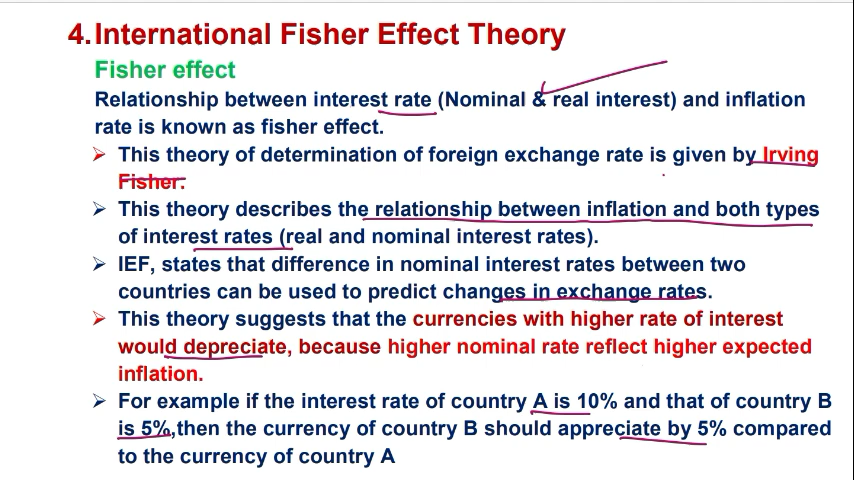 4. International Fisher Effect Theory
Fisher effect
Relationship between interest rate (Nominal & real interest) and inflation
rate is known as fisher effect.
➢ This theory of determination of foreign exchange rate is given by Irving
Fisher.
➢ This theory describes the relationship between inflation and both types
of interest rates (real and nominal interest rates).
➢ IEF, states that difference in nominal interest rates between two
countries can be used to predict changes in exchange rates.
➢ This theory suggests that the currencies with higher rate of interest
would depreciate, because higher nominal rate reflect higher expected
inflation.
➢ For example if the interest rate of country A is 10% and that of country B
is 5%,then the currency of country B should appreciate by 5% compared
to the currency of country A